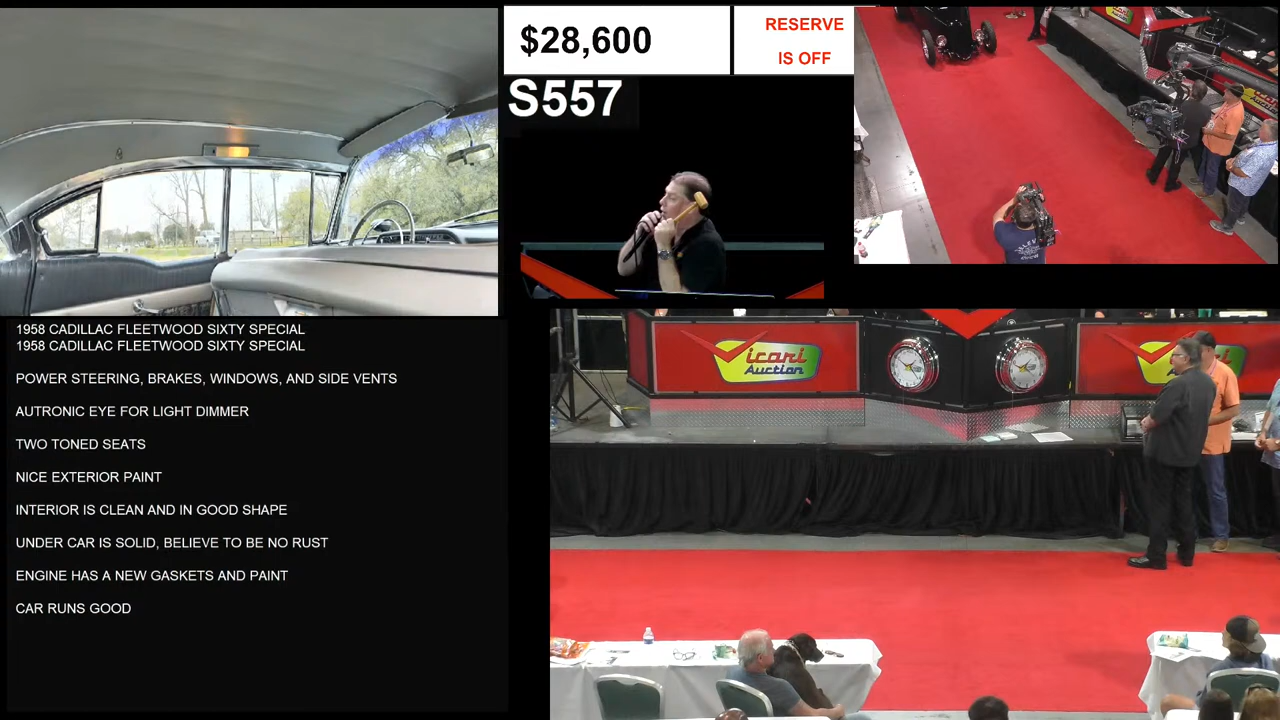 $28,600
RESERVE
IS OFF
S557
1958 CADILLAC FLEETWOOD SIXTY SPECIAL
1958 CADILLAC FLEETWOOD SIXTY SPECIAL
POWER STEERING, BRAKES, WINDOWS, AND SIDE VENTS
AUTRONIC EYE FOR LIGHT DIMMER
TWO TONED SEATS
NICE EXTERIOR PAINT
INTERIOR IS CLEAN AND IN GOOD SHAPE
UNDER CAR IS SOLID, BELIEVE TO BE NO RUST
ENGINE HAS A NEW GASKETS AND PAINT
CAR RUNS GOOD
Vicari
Auction